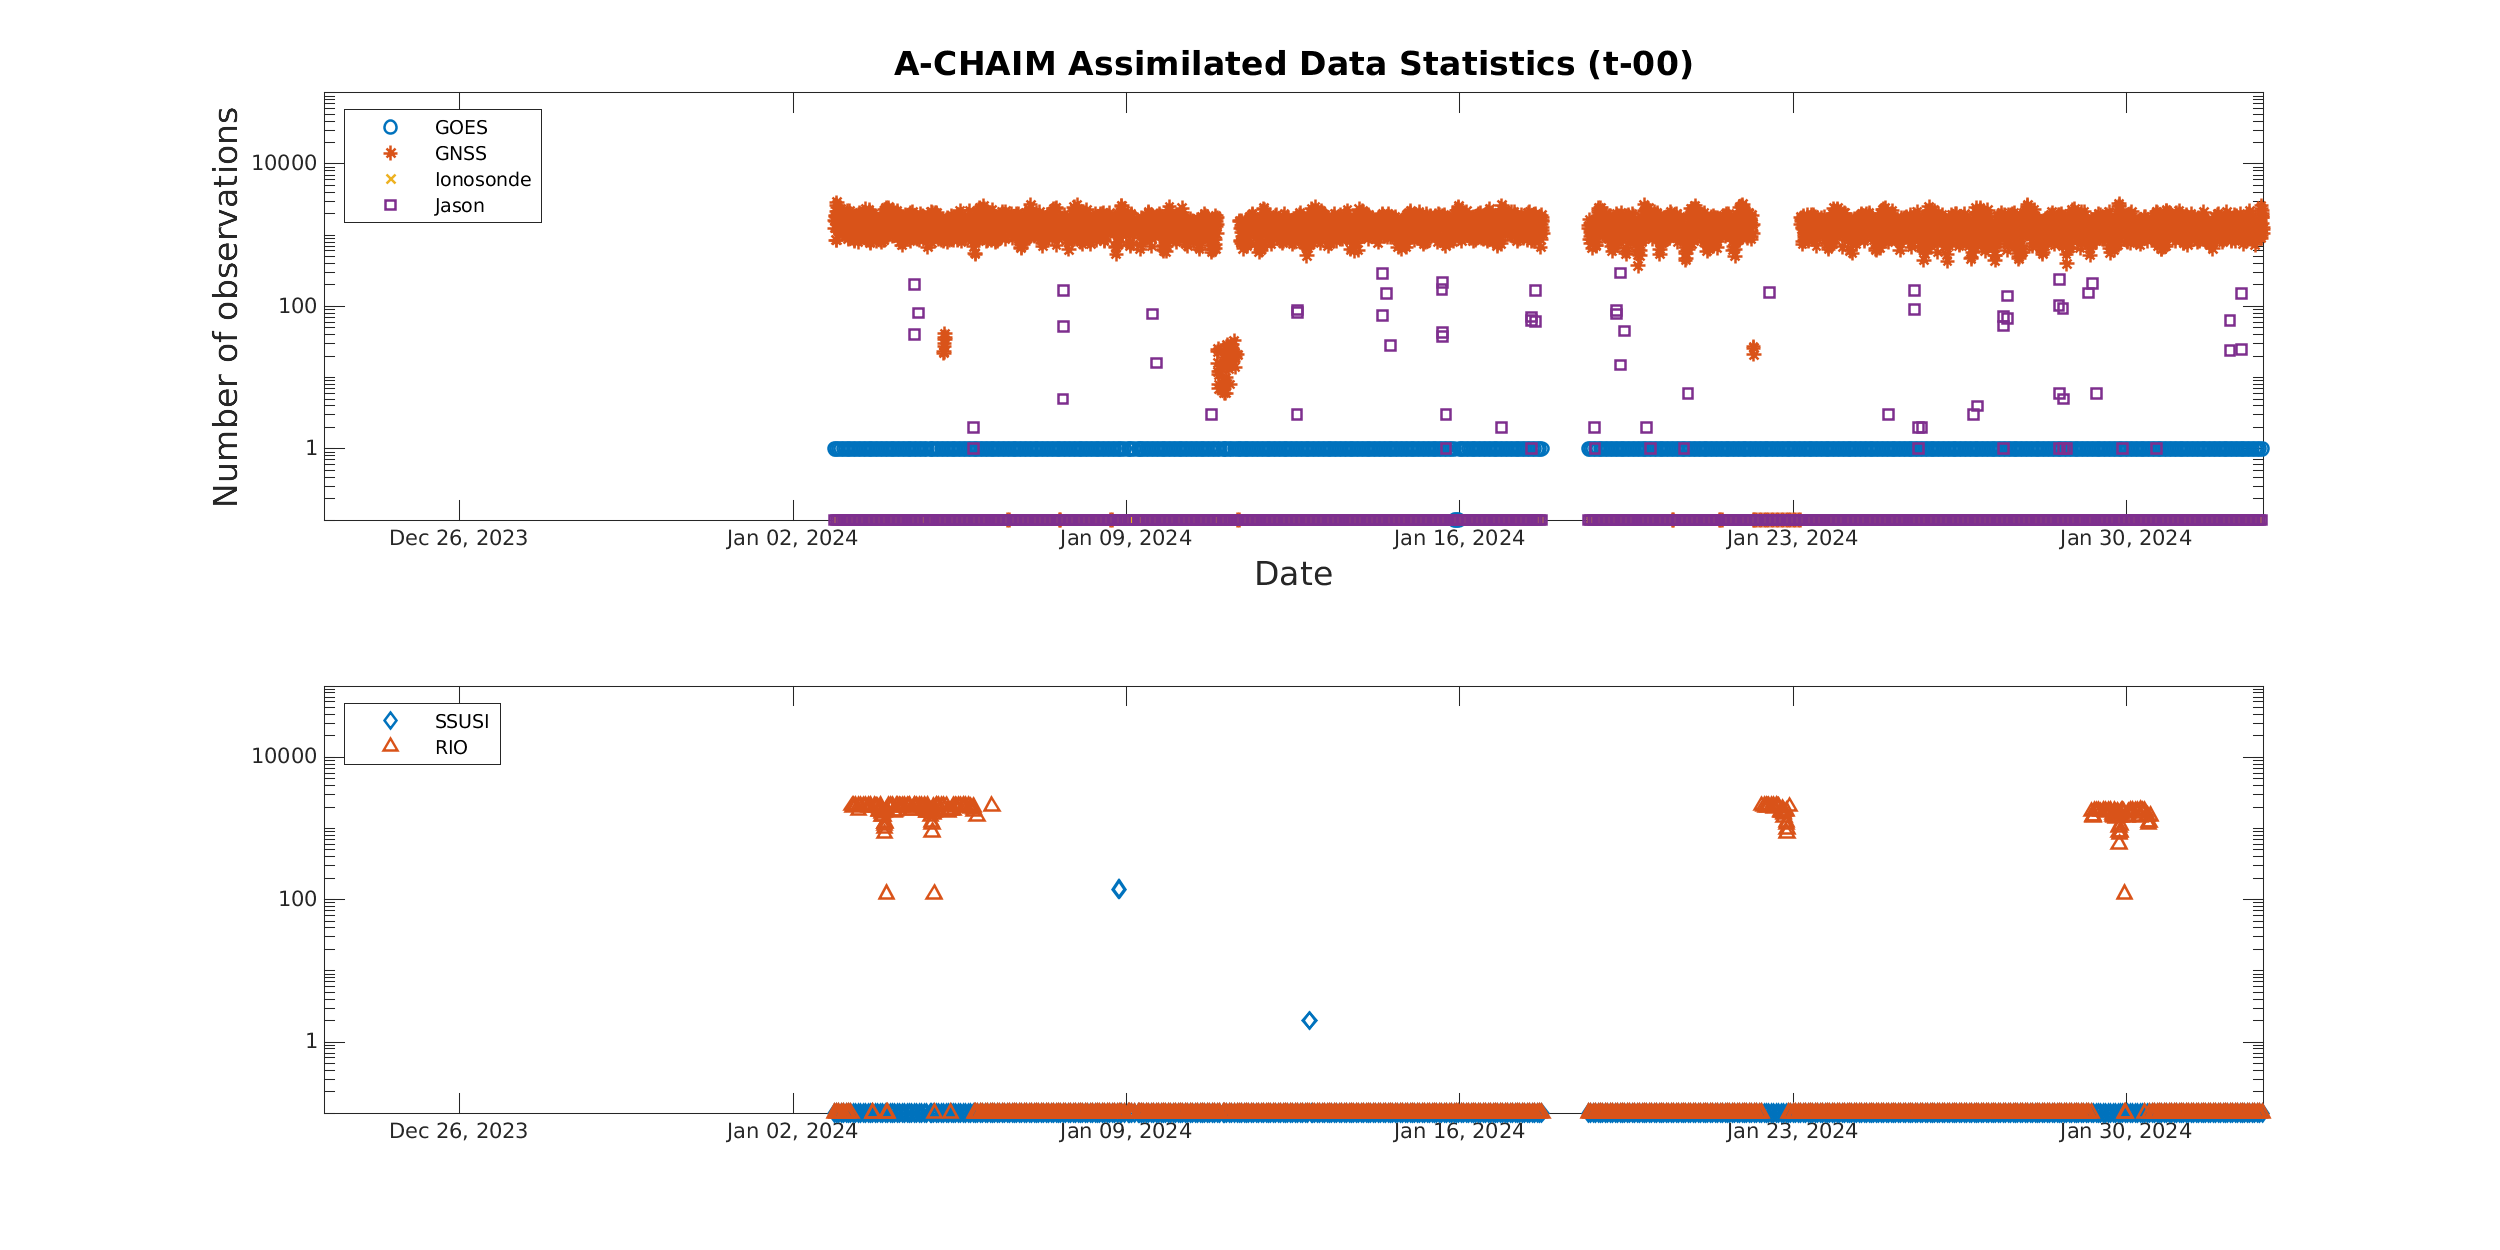 A-CHAIM Assimilated Data Statistics (t-00)
Number of observations
10000
100
1
GOES
GNSS
Ionosonde
Jason
Dec 26, 2023
Jan 02, 2024
Jan 09, 2024
Jan 16, 2024
Jan 23, 2024
Jan 30, 2024
Date
10000
100
1
SSUSI
RIO
Dec 26, 2023
Jan 02, 2024
Jan 09, 2024
Jan 16, 2024
Jan 23, 2024
Jan 30, 2024